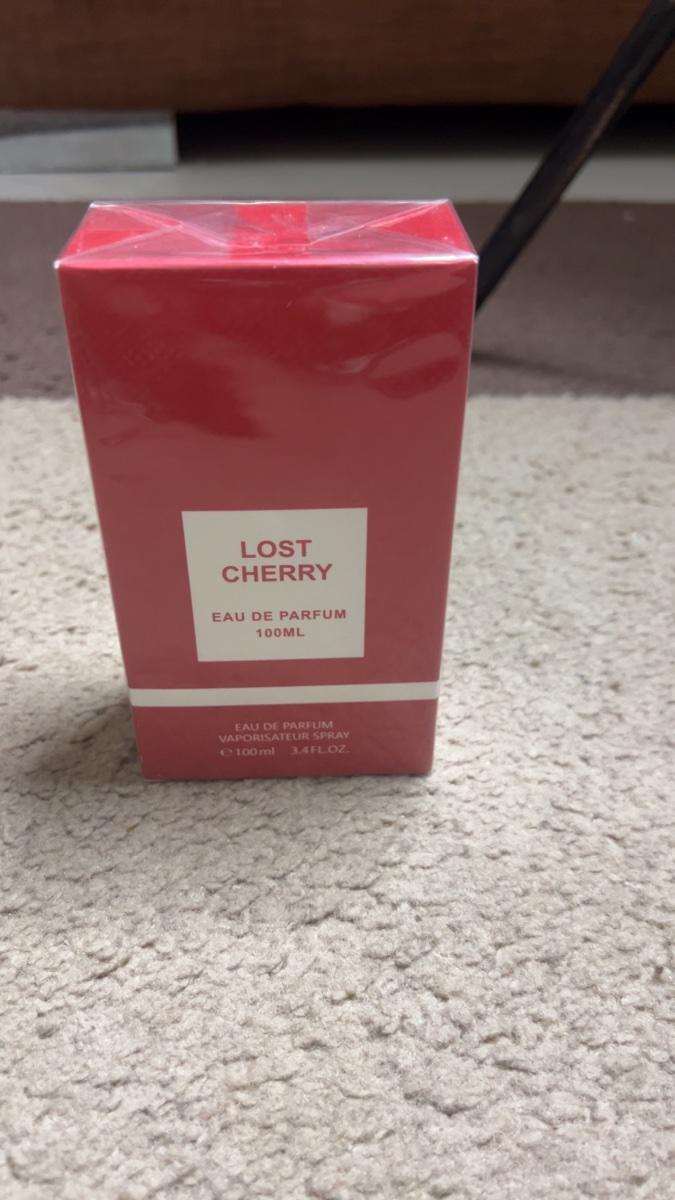 LOST
CHERRY
EAU DE PARFUM
100ML
EAU DE PARFUM
VAPORISATEUR SPRAY
℮100ml 3.4FL.OZ.